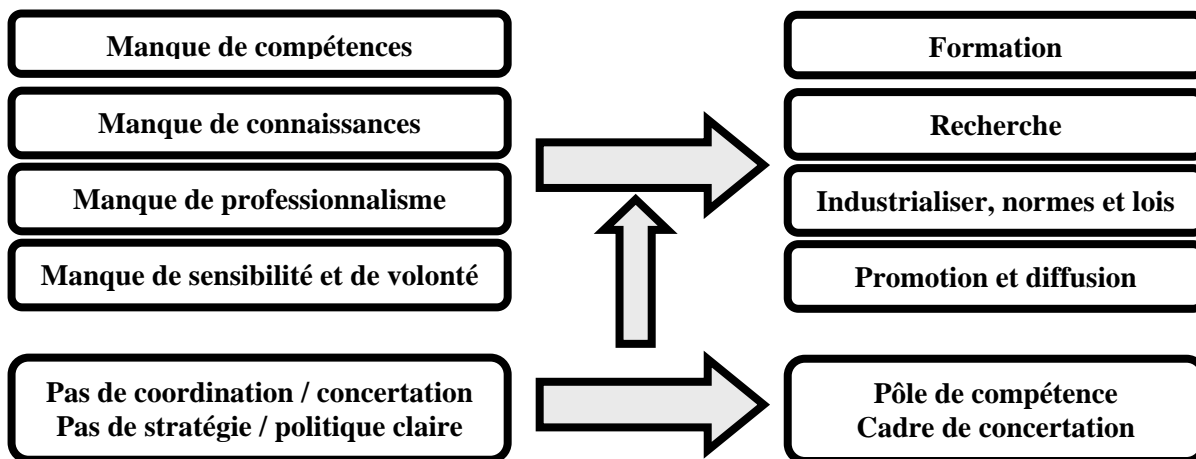 Manque de compétences
Formation
Manque de connaissances
Recherche
Manque de professionnalisme
Industrialiser, normes et lois
Manque de sensibilité et de volonté
Promotion et diffusion
Pas de coordination / concertation
Pas de stratégie / politique claire
Pôle de compétence
Cadre de concertation